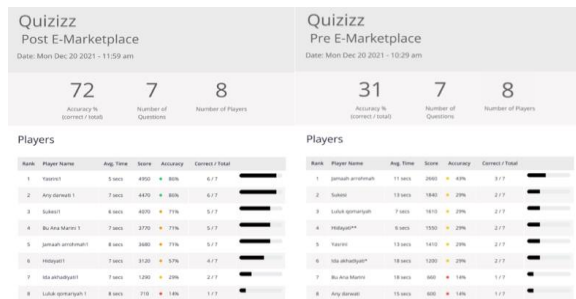 Quizizz
Post E-Marketplace
Date: Mon Dec 20 2021 - 11:59 am
72 7 8
Accuracy % Number of Number of Players
(correct / total) Questions
Players
Rank Player Name Avg. Time Score Accuracy Correct / Total
1 Yasrin1 5 secs 4950 86% 6 / 7
2 Any darwati 1 7 secs 4470 86% 6 / 7
3 Sukesi1 6 secs 4070 71% 5 / 7
4 Bu Ana Marini 1 7 secs 3770 71% 5 / 7
5 Jamaah arrohmah1 8 secs 3680 71% 5 / 7
6 Hidayati1 7 secs 3120 57% 4 / 7
7 Ida akhadiyati1 7 secs 1290 29% 2 / 7
8 Luluk qomariyah 1 8 secs 710 14% 1 / 7
Quizizz
Pre E-Marketplace
Date: Mon Dec 20 2021 - 10:29 am
31 7 8
Accuracy % Number of Number of Players
(correct / total) Questions
Players
Rank Player Name Avg. Time Score Accuracy Correct / Total
1 Jamaah arrohmah 11 secs 2660 43% 3 / 7
2 Sukesi 13 secs 1840 29% 2 / 7
3 Luluk qomariyah 7 secs 1610 29% 2 / 7
4 Hidayati** 6 secs 1550 29% 2 / 7
5 Yasrini 13 secs 1410 29% 2 / 7
6 Ida akhadiyati* 18 secs 1200 29% 2 / 7
7 Bu Ana Marini 18 secs 660 14% 1 / 7
8 Any darwati 15 secs 600 14% 1 / 7